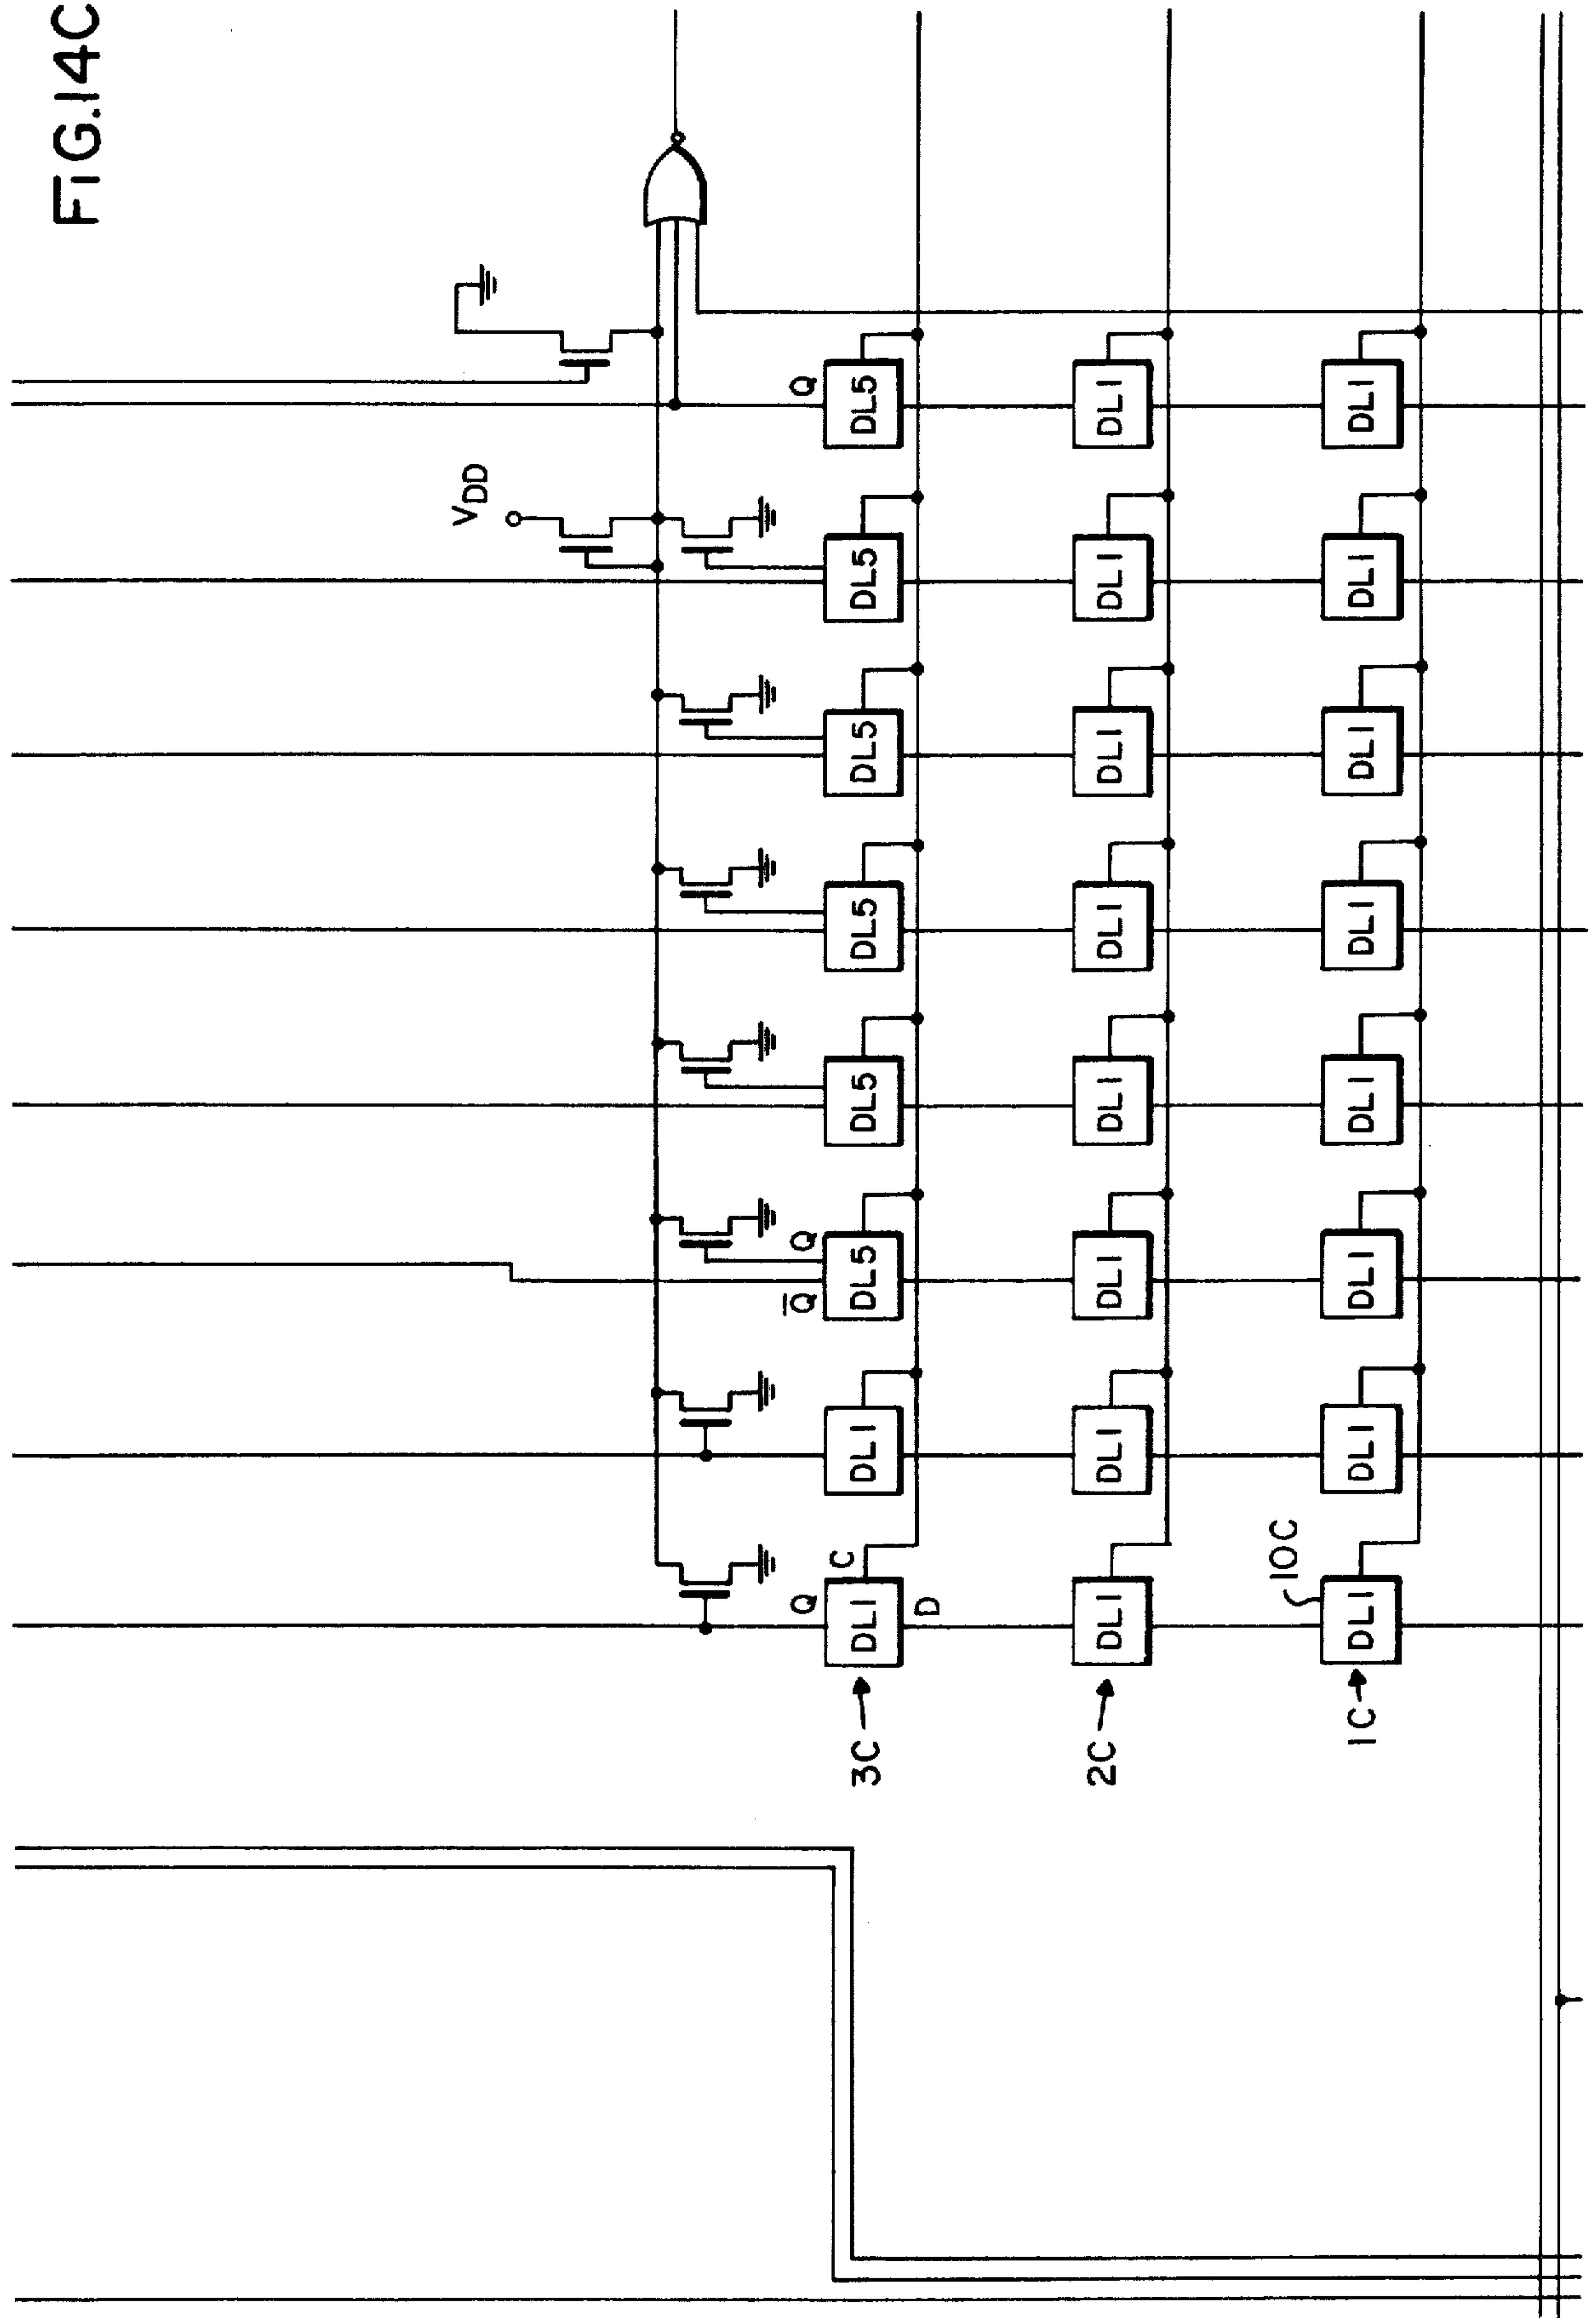 FIG.14C
VDD
Q Q̅ Q Q
C
3C DL1 DL1 DL5 DL5 DL5 DL5 DL5 DL5
D
2C DL1 DL1 DL1 DL1 DL1 DL1 DL1 DL1
10C
1C DL1 DL1 DL1 DL1 DL1 DL1 DL1 DL1